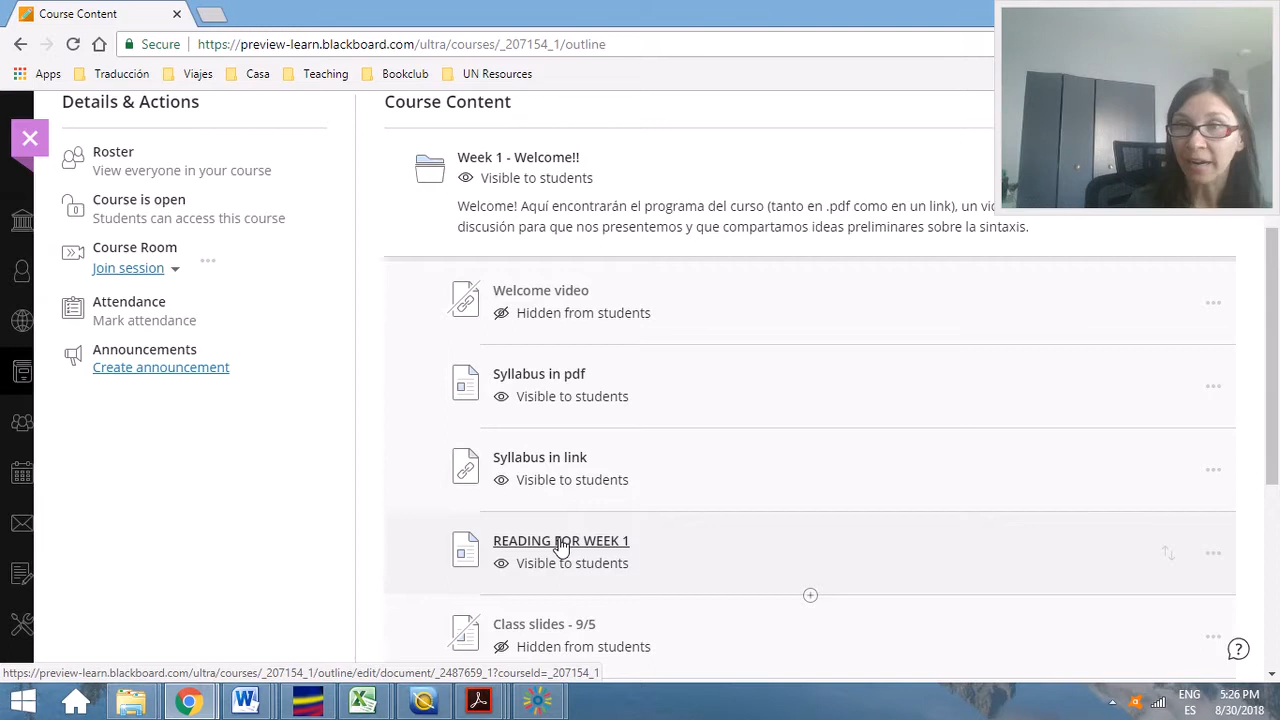 Course Content
Secure
https://preview-learn.blackboard.com/ultra/courses/_207154_1/outline
Apps
Traducción
Viajes
Casa
Teaching
Bookclub
UN Resources
Details & Actions
Roster
View everyone in your course
Course is open
Students can access this course
Course Room
Join session
Attendance
Mark attendance
Announcements
Create announcement
Course Content
Week 1 - Welcome!!
Visible to students
Welcome! Aquí encontrarán el programa del curso (tanto en .pdf como en un link), un
discusión para que nos presentemos y que compartamos ideas preliminares sobre la sintaxis.
Welcome video
Hidden from students
Syllabus in pdf
Visible to students
Syllabus in link
Visible to students
READING FOR WEEK 1
Visible to students
Class slides - 9/5
Hidden from students
https://preview-learn.blackboard.com/ultra/courses/_207154_1/outline/edit/document/_2487659_1?courseId=_207154_1
ENG
ES
5:26 PM
8/30/2018